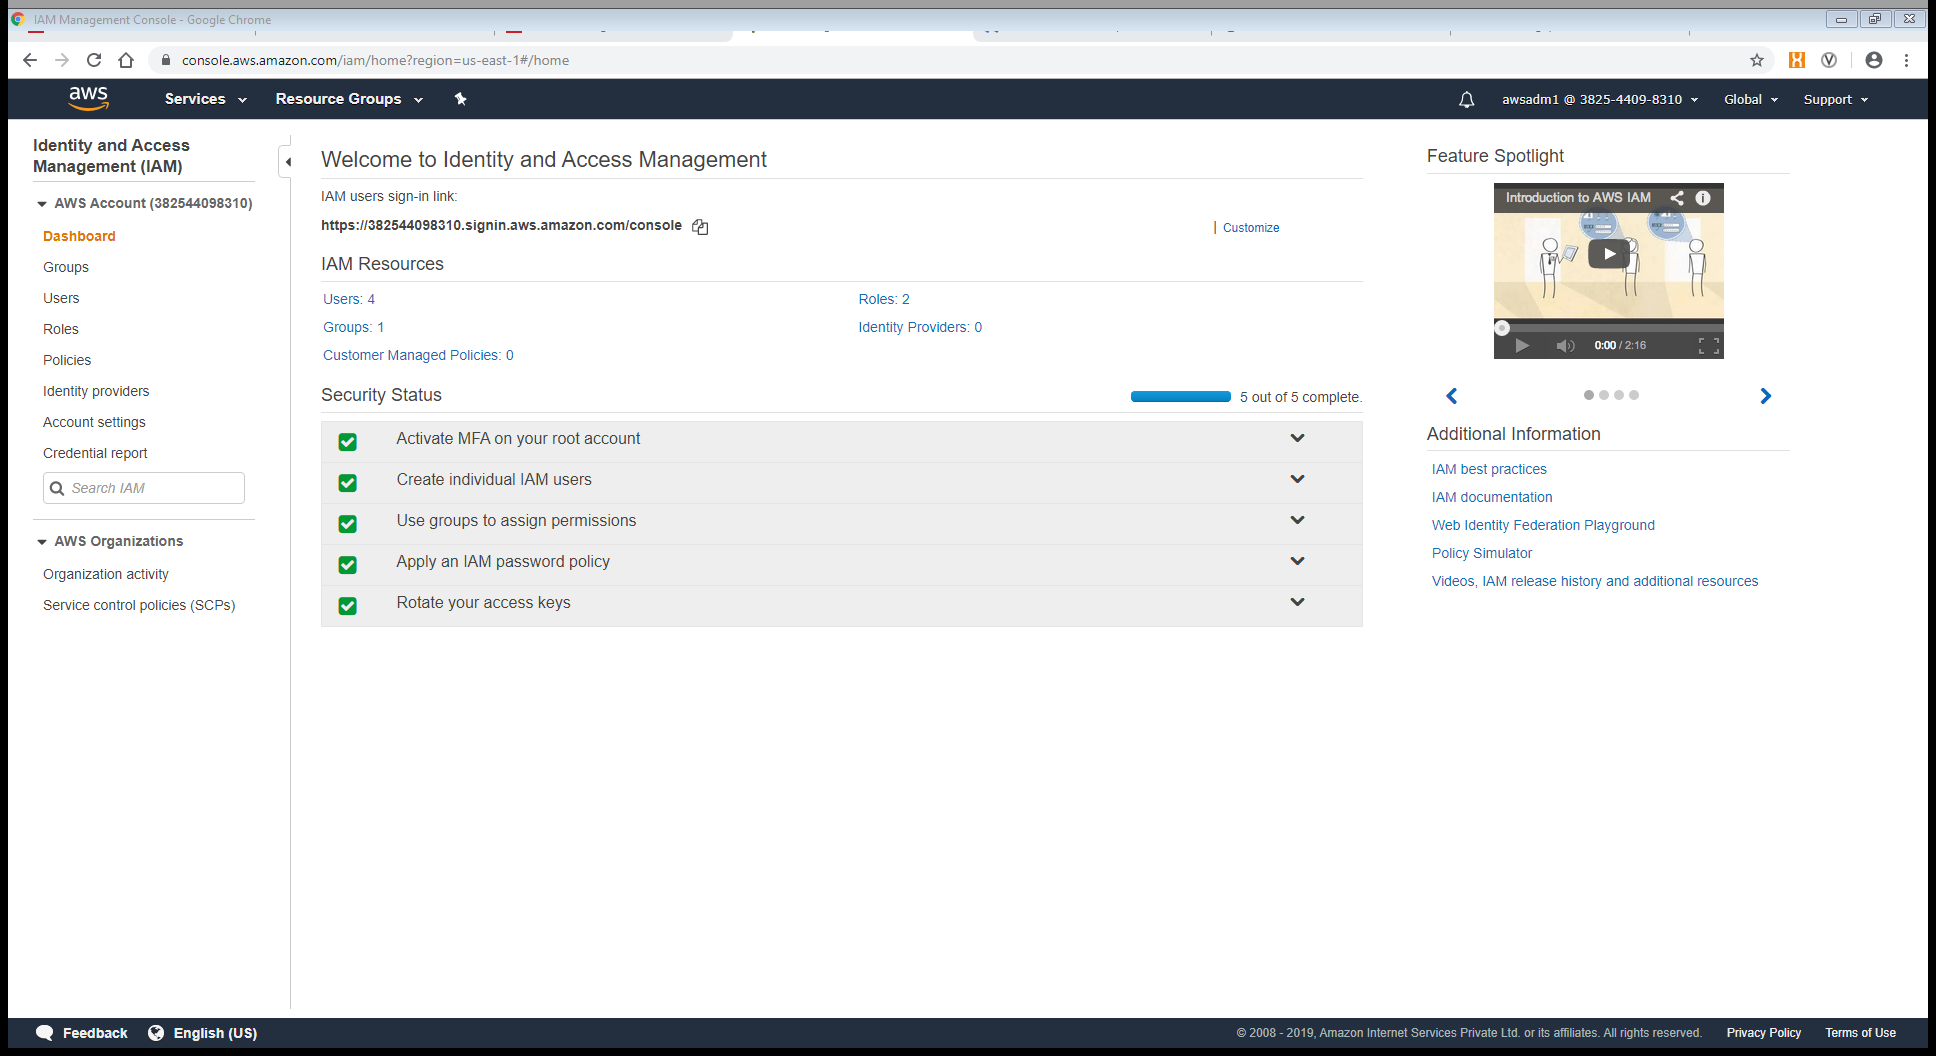 IAM Management Console - Google Chrome
console.aws.amazon.com/iam/home?region=us-east-1#/home
aws
Services
Resource Groups
awsadm1 @ 3825-4409-8310
Global
Support
Identity and Access
Management (IAM)
AWS Account (382544098310)
Dashboard
Groups
Users
Roles
Policies
Identity providers
Account settings
Credential report
Search IAM
AWS Organizations
Organization activity
Service control policies (SCPs)
Welcome to Identity and Access Management
IAM users sign-in link:
https://382544098310.signin.aws.amazon.com/console
Customize
IAM Resources
Users: 4
Roles: 2
Groups: 1
Identity Providers: 0
Customer Managed Policies: 0
Security Status
5 out of 5 complete.
Activate MFA on your root account
Create individual IAM users
Use groups to assign permissions
Apply an IAM password policy
Rotate your access keys
Feature Spotlight
Introduction to AWS IAM
0:00 / 2:16
Additional Information
IAM best practices
IAM documentation
Web Identity Federation Playground
Policy Simulator
Videos, IAM release history and additional resources
Feedback
English (US)
© 2008 - 2019, Amazon Internet Services Private Ltd. or its affiliates. All rights reserved.
Privacy Policy
Terms of Use